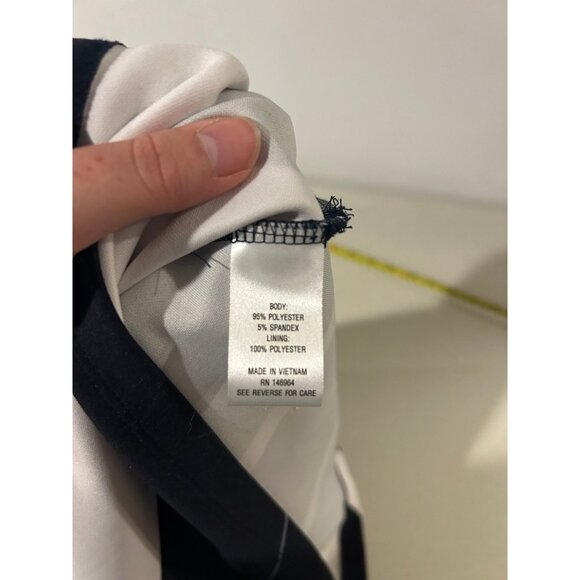 BODY:
95% POLYESTER
5% SPANDEX
LINING:
100% POLYESTER
MADE IN VIETNAM
RN 146964
SEE REVERSE FOR CARE